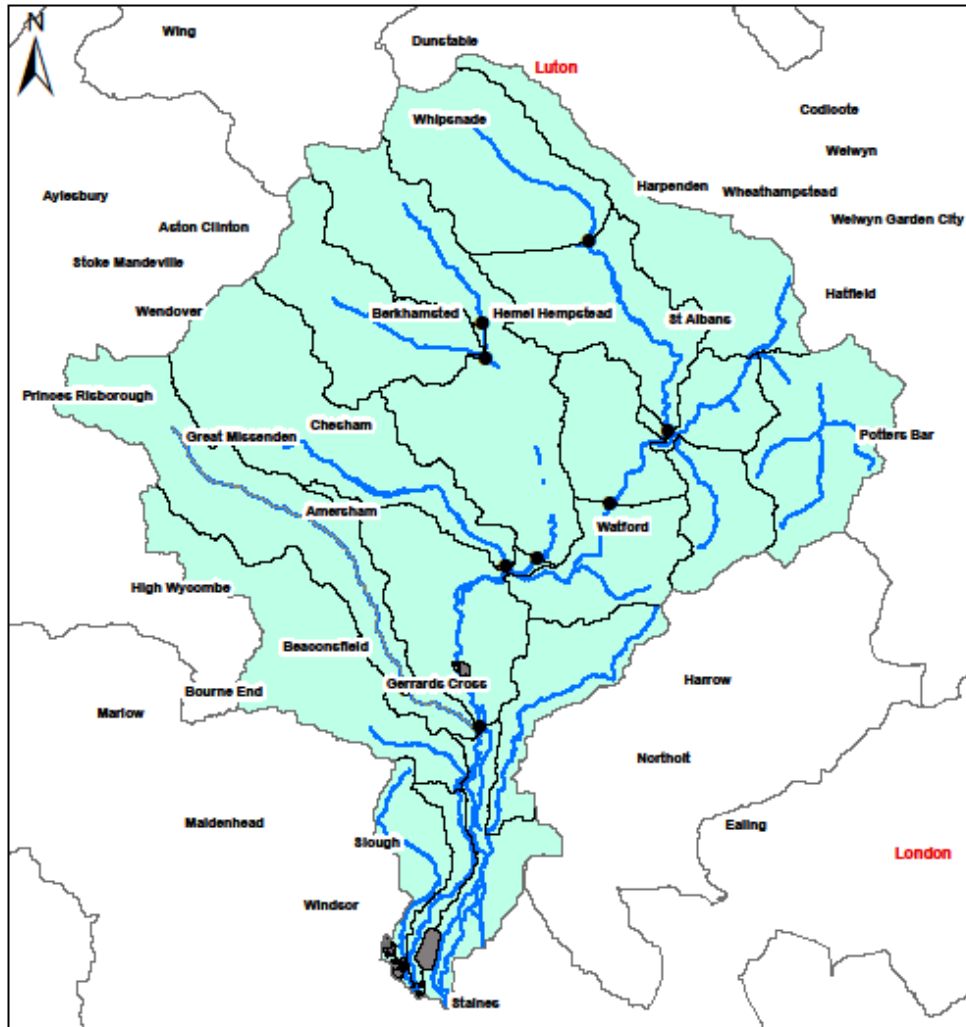 Wing
N
Dunstable
Luton
Whipsnade
Codicote
Welwyn
Harpenden
Wheathampstead
Aylesbury
Welwyn Garden City
Aston Clinton
Stoke Mandeville
Hatfield
Wendover
Berkhamsted
Hemel Hempstead
St Albans
Princes Risborough
Chesham
Great Missenden
Potters Bar
Amersham
Watford
High Wycombe
Beaconsfield
Gerrards Cross
Harrow
Bourne End
Marlow
Northolt
Maidenhead
Ealing
Slough
London
Windsor
Staines